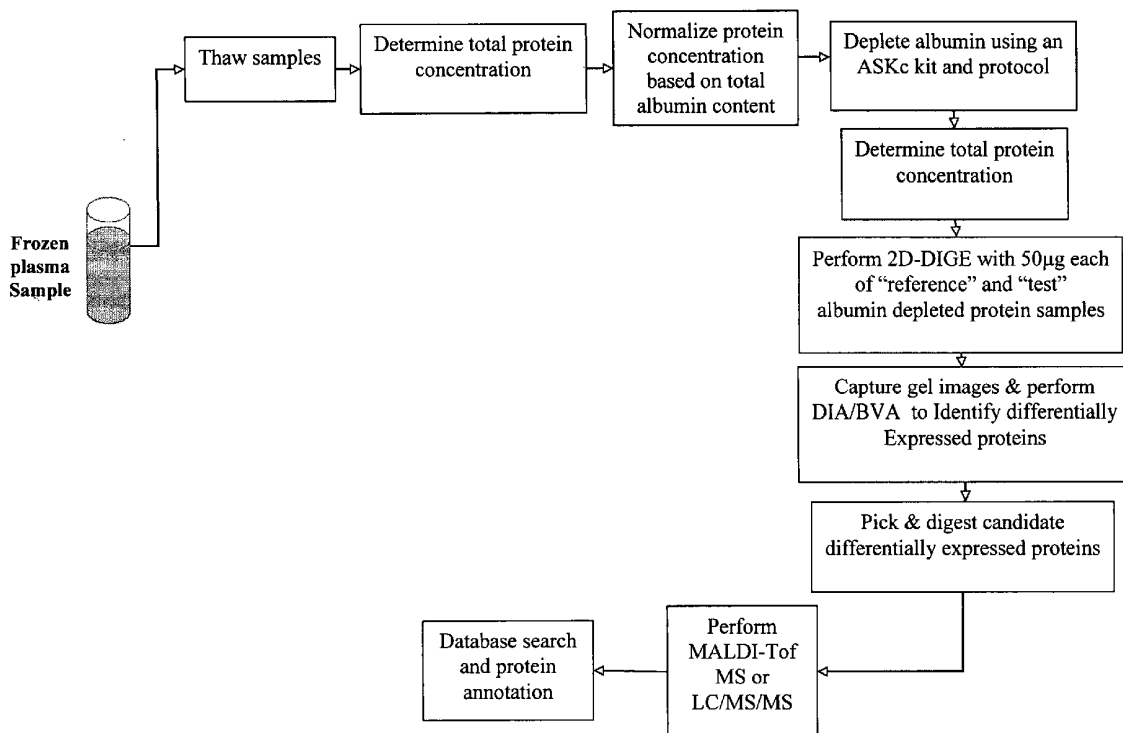 Frozen
plasma
Sample
Thaw samples
Determine total protein
concentration
Normalize protein
concentration
based on total
albumin content
Deplete albumin using an
ASKc kit and protocol
Determine total protein
concentration
Perform 2D-DIGE with 50µg each
of “reference” and “test”
albumin depleted protein samples
Capture gel images & perform
DIA/BVA to Identify differentially
Expressed proteins
Pick & digest candidate
differentially expressed proteins
Perform
MALDI-Tof
MS or
LC/MS/MS
Database search
and protein
annotation